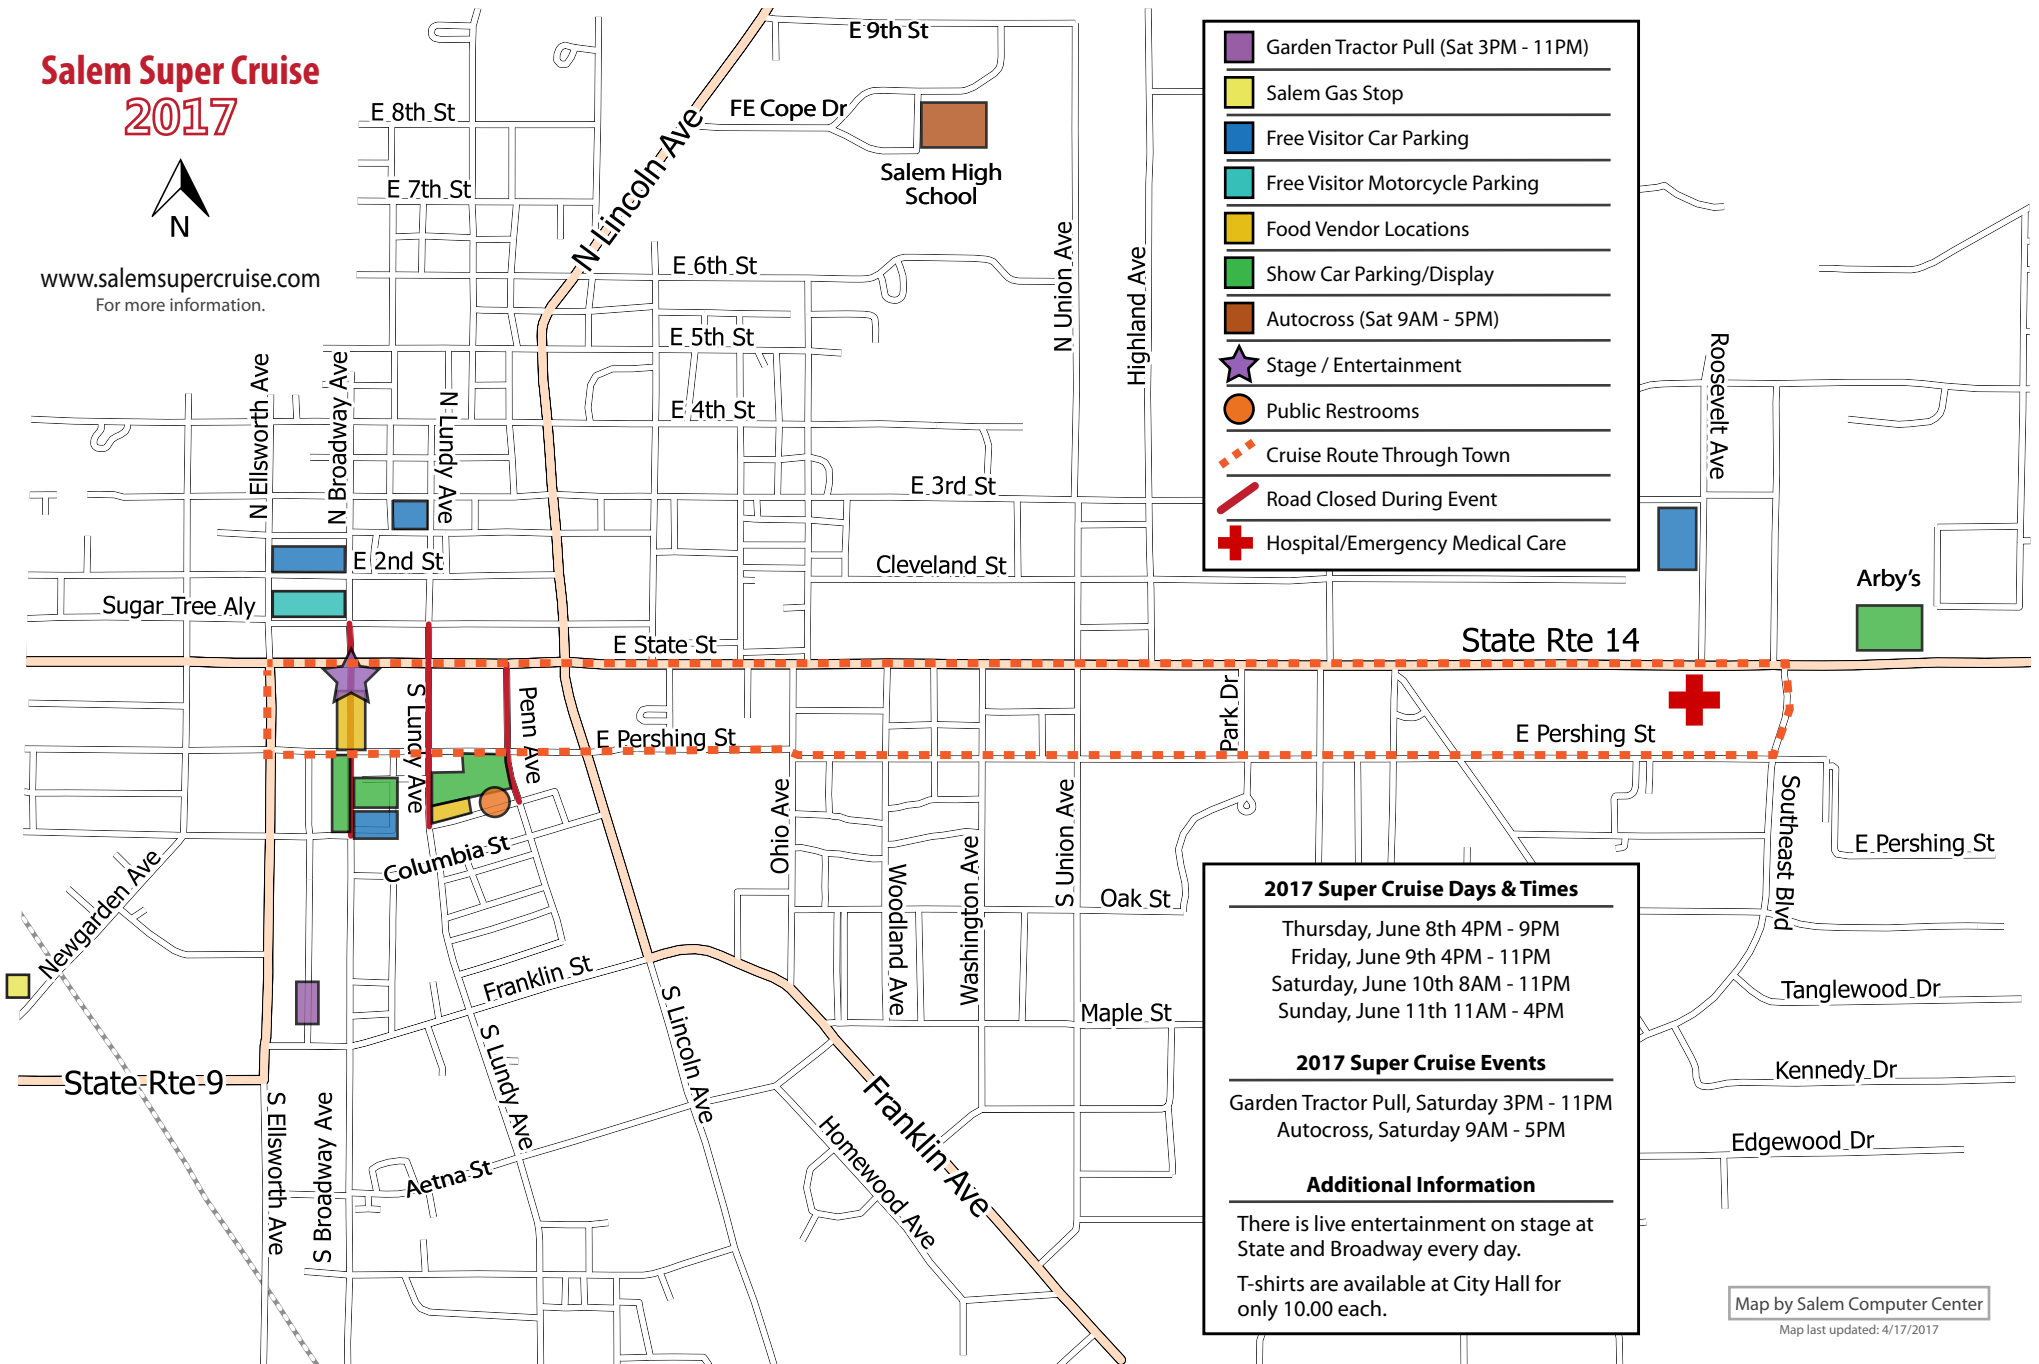 Salem Super Cruise
2017
N
www.salemsupercruise.com
For more information.
E 9th St
E 8th St
FE Cope Dr
N Lincoln Ave
Salem High
School
E 7th St
E 6th St
E 5th St
E 4th St
E 3rd St
N Union Ave
Highland Ave
Roosevelt Ave
N Ellsworth Ave
N Broadway Ave
N Lundy Ave
E 2nd St
Cleveland St
Sugar Tree Aly
Arby's
E State St
State Rte 14
S Lundy Ave
Penn Ave
E Pershing St
Park Dr
E Pershing St
Ohio Ave
S Union Ave
Southeast Blvd
E Pershing St
Columbia St
Newgarden Ave
Woodland Ave
Washington Ave
Oak St
Franklin St
S Lincoln Ave
Maple St
Tanglewood Dr
State Rte 9
S Lundy Ave
Kennedy Dr
S Ellsworth Ave
S Broadway Ave
Aetna St
Homewood Ave
Franklin Ave
Edgewood Dr
Garden Tractor Pull (Sat 3PM - 11PM)
Salem Gas Stop
Free Visitor Car Parking
Free Visitor Motorcycle Parking
Food Vendor Locations
Show Car Parking/Display
Autocross (Sat 9AM - 5PM)
Stage / Entertainment
Public Restrooms
Cruise Route Through Town
Road Closed During Event
Hospital/Emergency Medical Care
2017 Super Cruise Days & Times
Thursday, June 8th 4PM - 9PM
Friday, June 9th 4PM - 11PM
Saturday, June 10th 8AM - 11PM
Sunday, June 11th 11AM - 4PM
2017 Super Cruise Events
Garden Tractor Pull, Saturday 3PM - 11PM
Autocross, Saturday 9AM - 5PM
Additional Information
There is live entertainment on stage at
State and Broadway every day.
T-shirts are available at City Hall for
only 10.00 each.
Map by Salem Computer Center
Map last updated: 4/17/2017